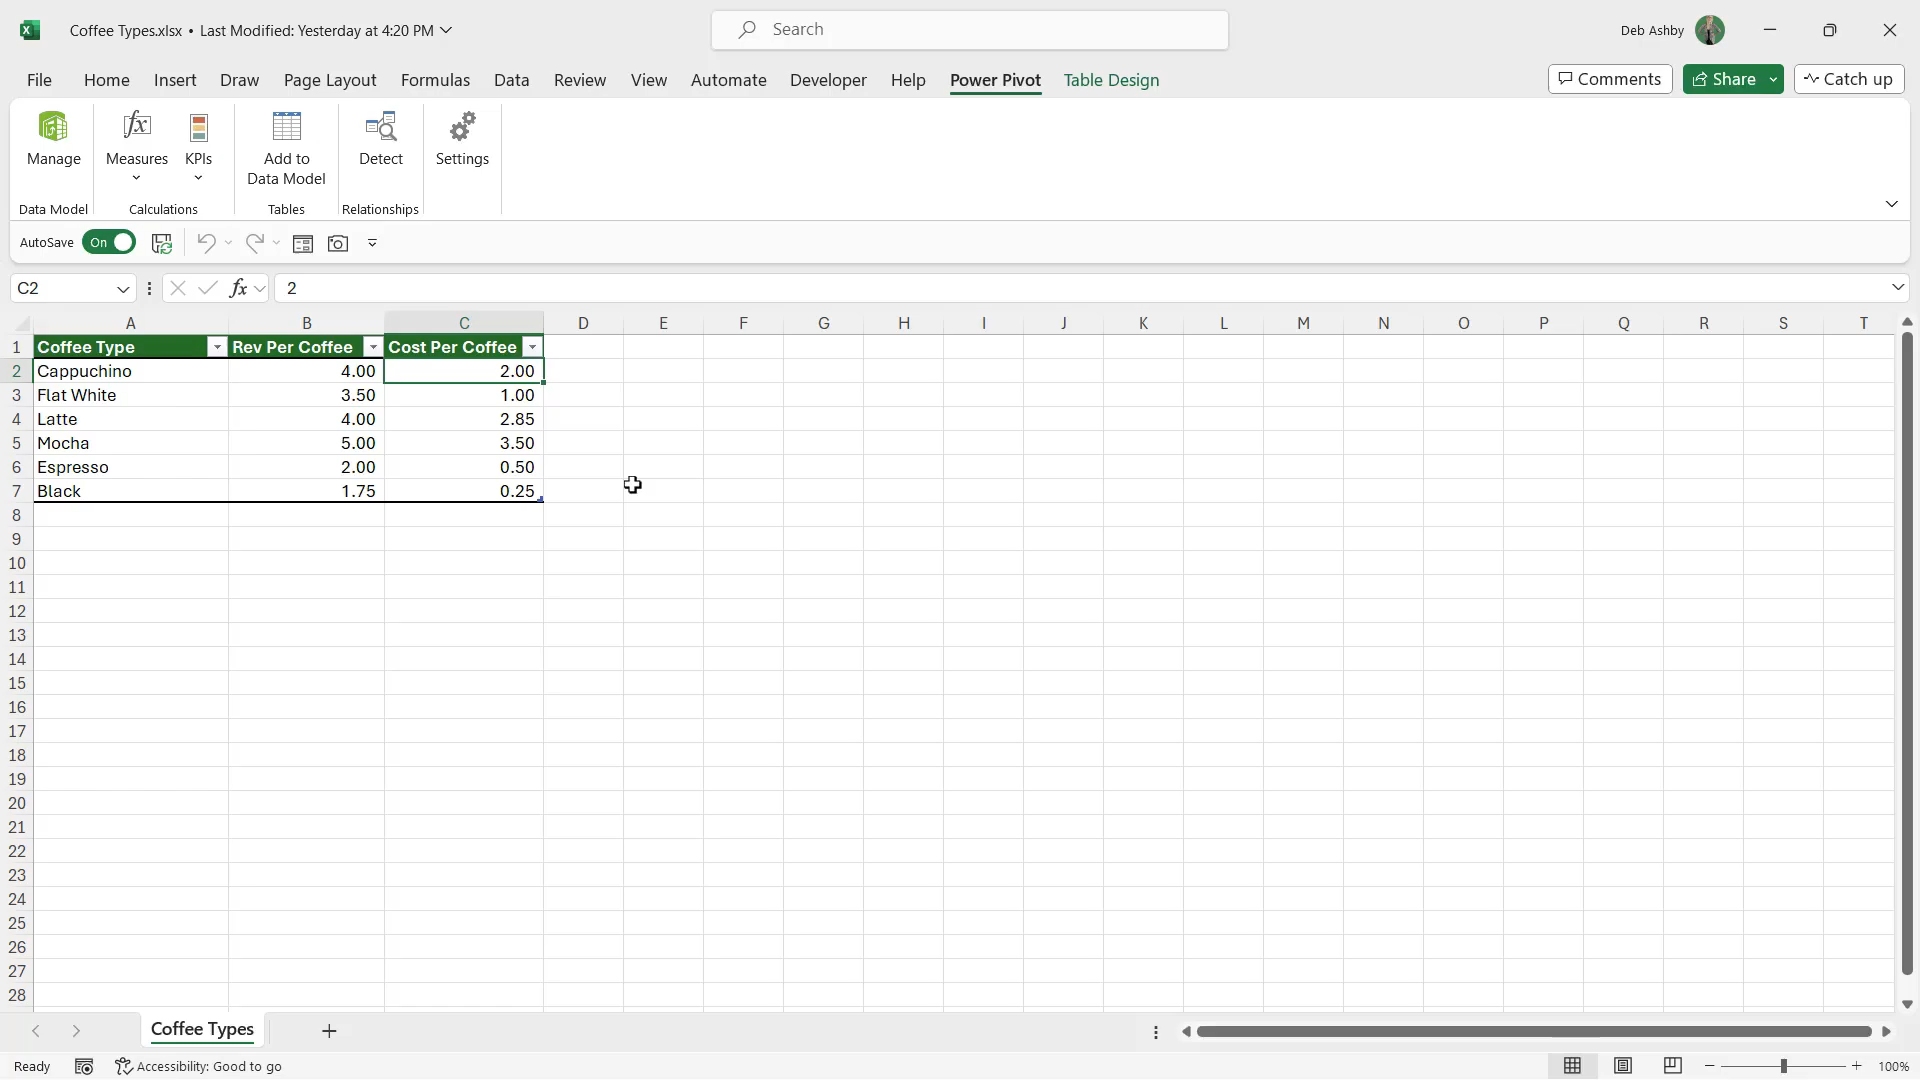 Coffee Types.xlsx • Last Modified: Yesterday at 4:20 PM
Search
Deb Ashby
File Home Insert Draw Page Layout Formulas Data Review View Automate Developer Help Power Pivot Table Design
Comments Share Catch up
Manage
Measures
KPIs
Add to
Data Model
Detect
Settings
Data Model
Calculations
Tables
Relationships
AutoSave On
C2 fx 2
A B C D E F G H I J K L M N O P Q R S T
1 Coffee Type Rev Per Coffee Cost Per Coffee
2 Cappuchino 4.00 2.00
3 Flat White 3.50 1.00
4 Latte 4.00 2.85
5 Mocha 5.00 3.50
6 Espresso 2.00 0.50
7 Black 1.75 0.25
8
9
10
11
12
13
14
15
16
17
18
19
20
21
22
23
24
25
26
27
28
Coffee Types
Ready Accessibility: Good to go 100%